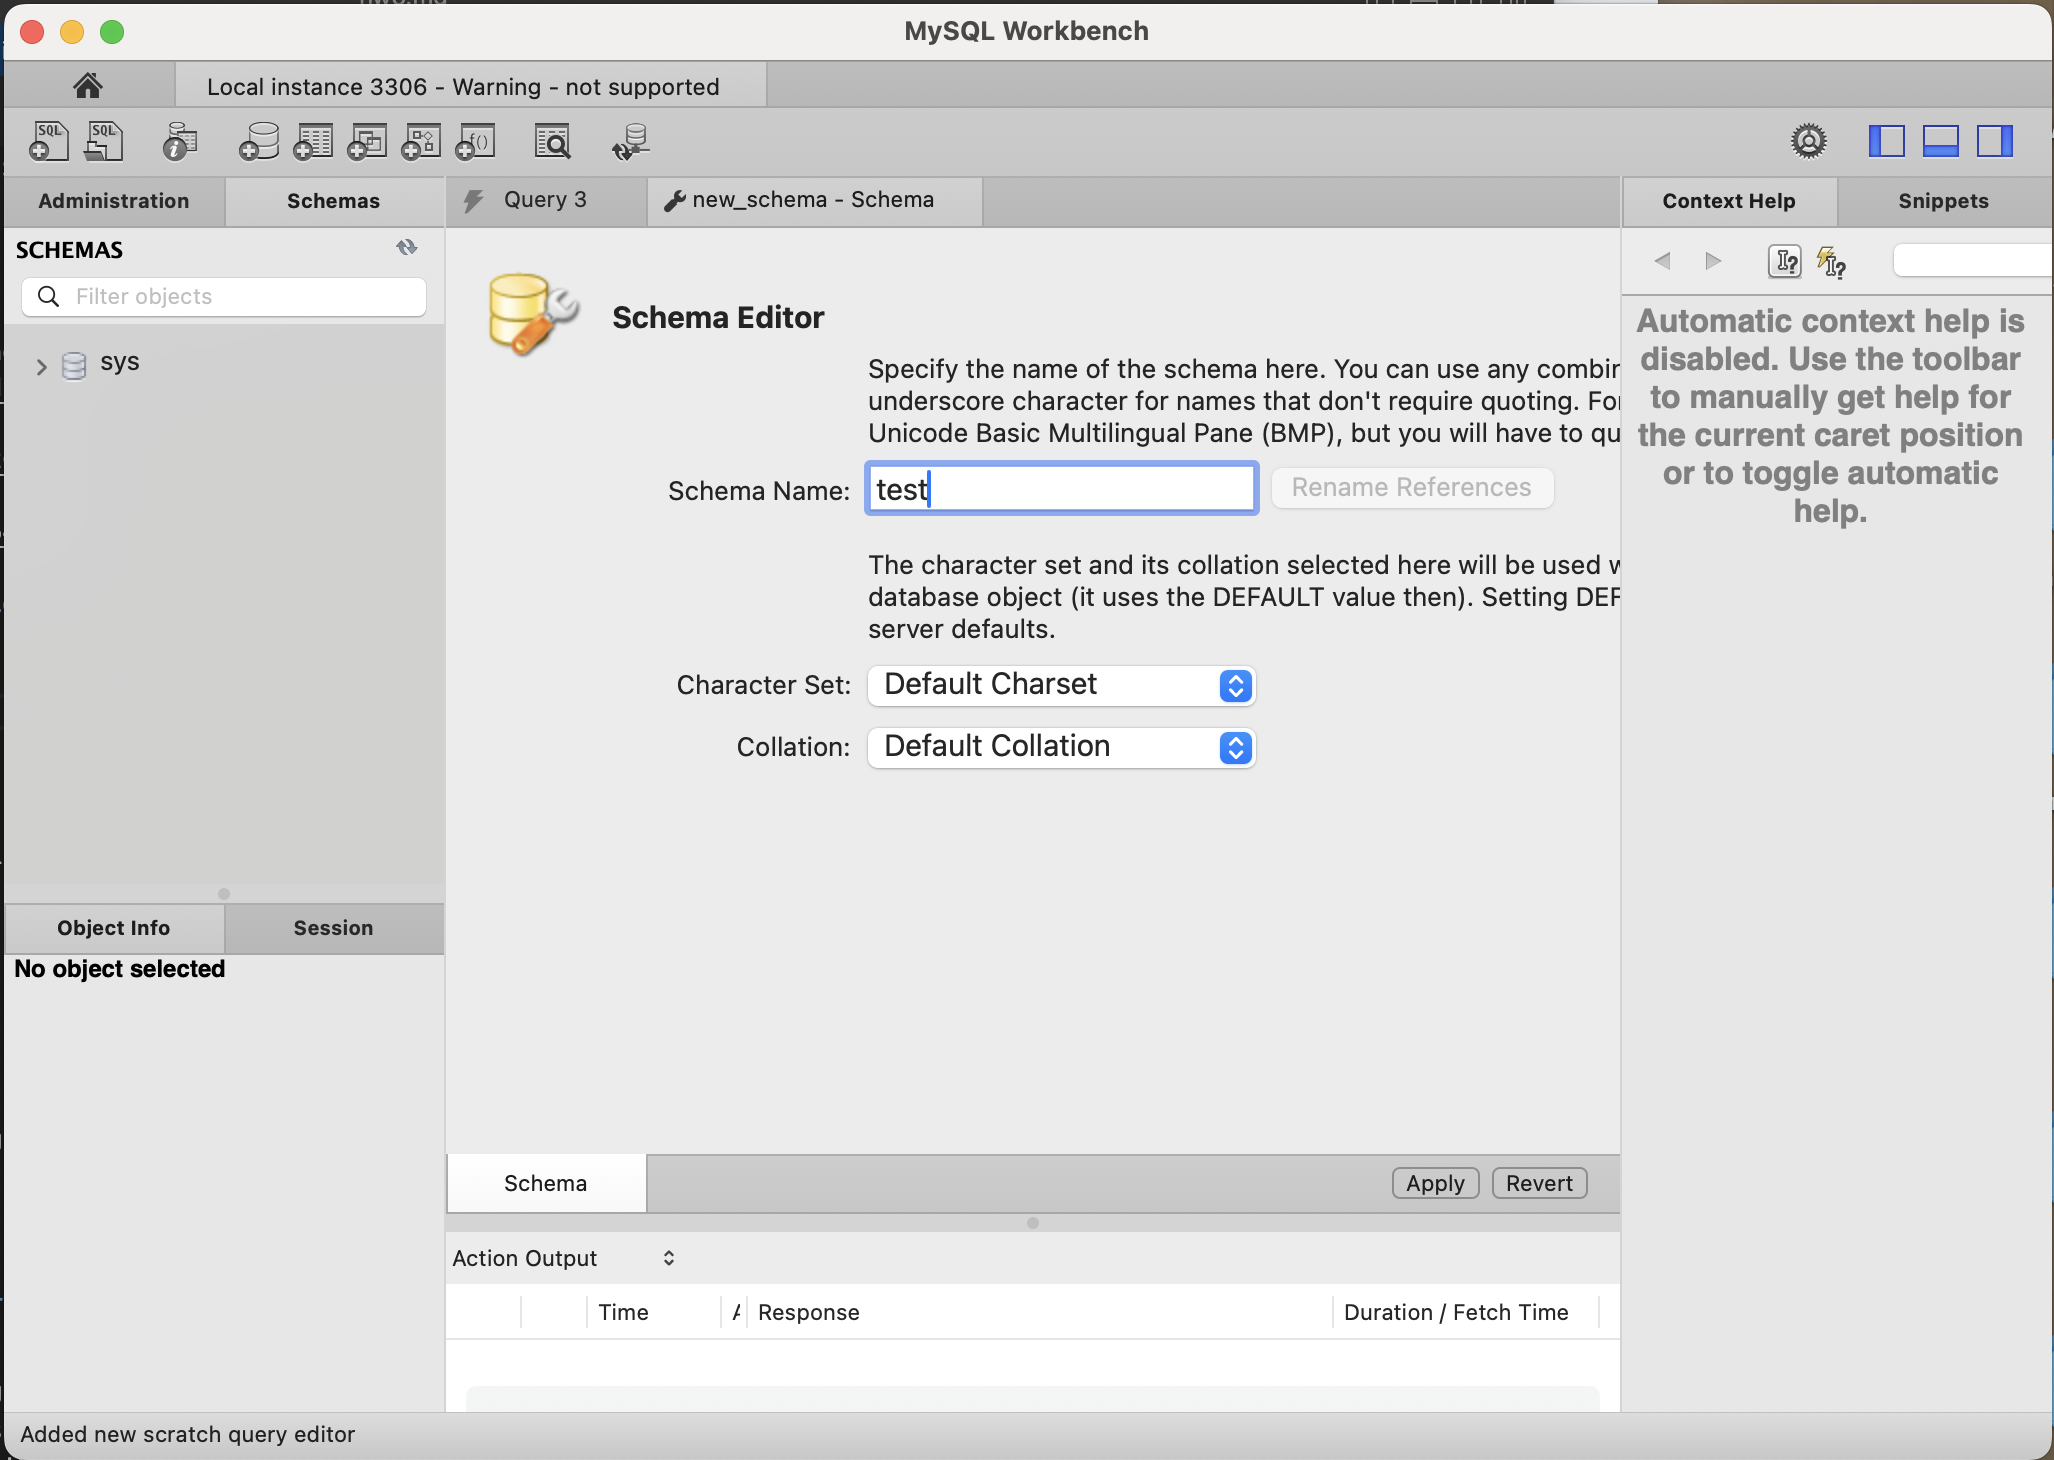 MySQL Workbench
Local instance 3306 - Warning - not supported
SQL
SQL
Administration
Schemas
Query 3
new_schema - Schema
Context Help
Snippets
SCHEMAS
Filter objects
sys
Schema Editor
Specify the name of the schema here. You can use any combin
underscore character for names that don't require quoting. For
Unicode Basic Multilingual Pane (BMP), but you will have to qu
Schema Name:
test
Rename References
The character set and its collation selected here will be used w
database object (it uses the DEFAULT value then). Setting DEF
server defaults.
Character Set:
Default Charset
Collation:
Default Collation
Automatic context help is
disabled. Use the toolbar
to manually get help for
the current caret position
or to toggle automatic
help.
Object Info
Session
No object selected
Schema
Apply
Revert
Action Output
Time
Response
Duration / Fetch Time
Added new scratch query editor